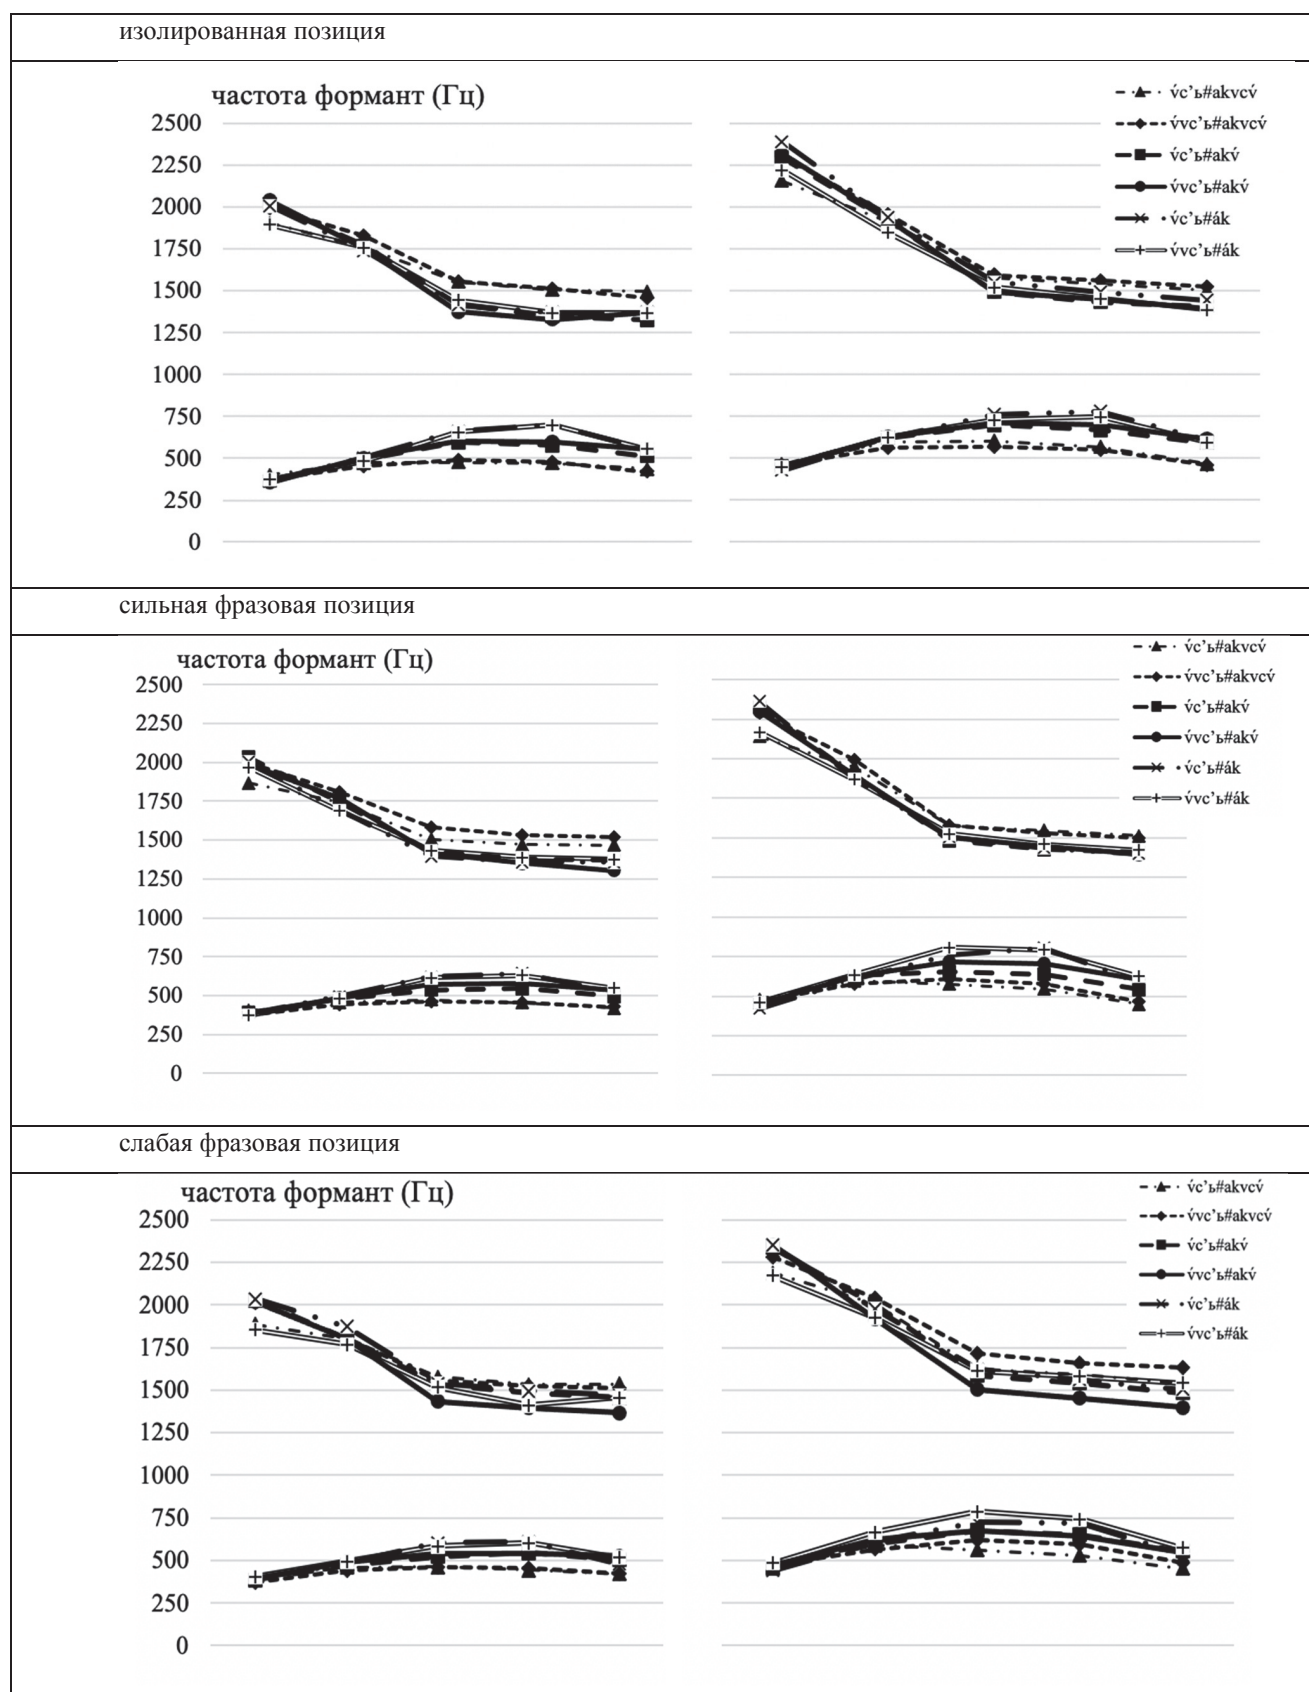 изолированная позиция
частота формант (Гц)
2500
2250
2000
1750
1500
1250
1000
750
500
250
0
v́c’ь#akvcv́
v́vc’ь#akvcv́
v́c’ь#akv́
v́vc’ь#akv́
v́c’ь#ák
v́vc’ь#ák
сильная фразовая позиция
частота формант (Гц)
2500
2250
2000
1750
1500
1250
1000
750
500
250
0
v́c’ь#akvcv́
v́vc’ь#akvcv́
v́c’ь#akv́
v́vc’ь#akv́
v́c’ь#ák
v́vc’ь#ák
слабая фразовая позиция
частота формант (Гц)
2500
2250
2000
1750
1500
1250
1000
750
500
250
0
v́c’ь#akvcv́
v́vc’ь#akvcv́
v́c’ь#akv́
v́vc’ь#akv́
v́c’ь#ák
v́vc’ь#ák